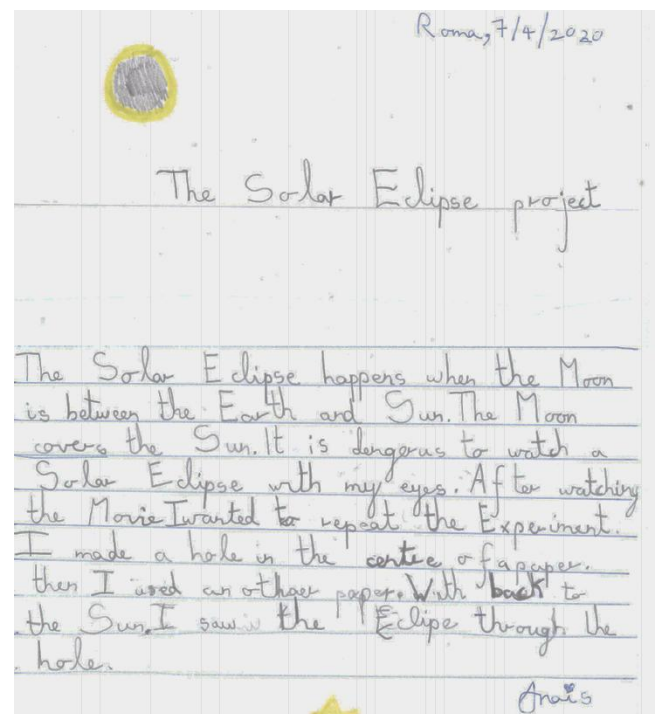 Roma, 7/4/2020
The Solar Eclipse project
The Solar Eclipse happens when the Moon
is between the Earth and Sun. The Moon
covers the Sun. It is dengerus to watch a
Solar Eclipse with my eyes. After watching
the Movie I wanted to repeat the Experiment.
I made a hole in the centre of a paper.
then I used an othaer paper. With back to
the Sun. I saw the Eclipe through the
hole.
Anais